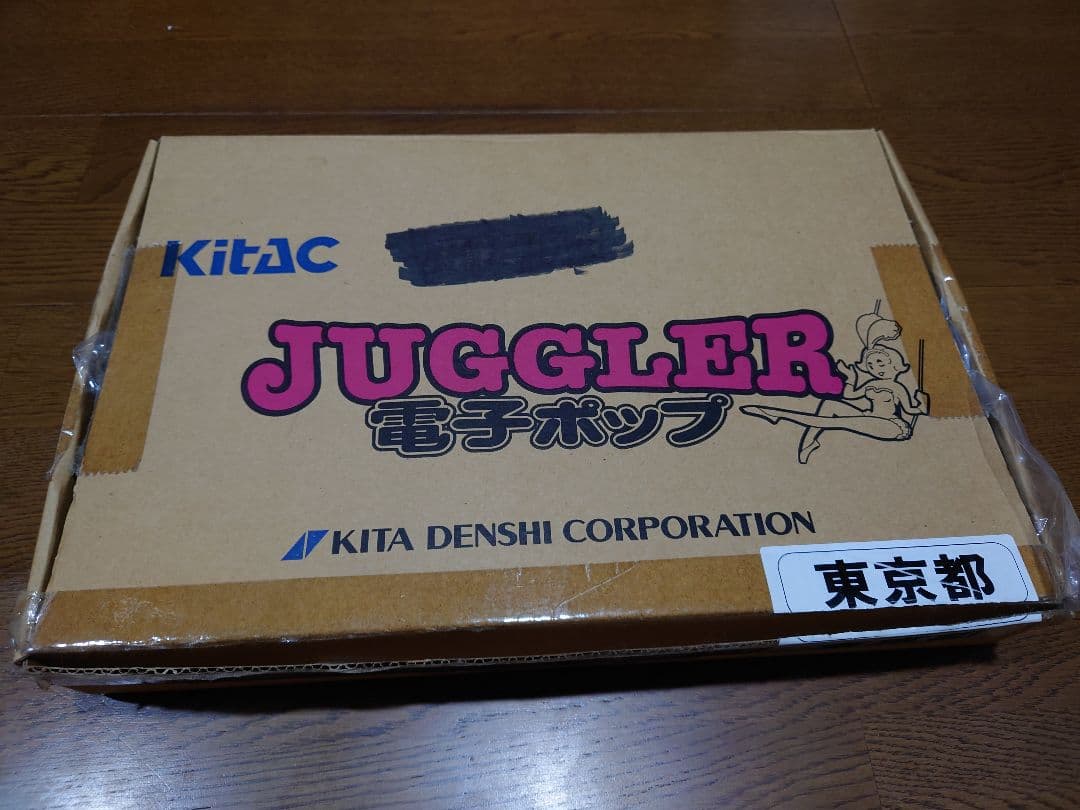 KitAC
JUGGLER
電子ポップ
KITA DENSHI CORPORATION
東京都